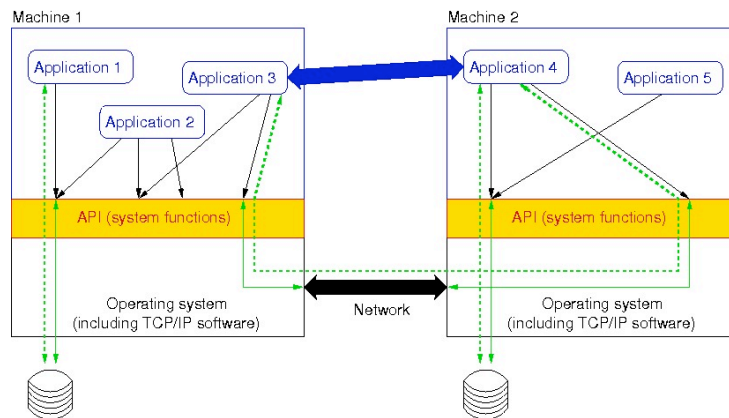 Machine 1
Machine 2
Application 1
Application 3
Application 4
Application 5
Application 2
API (system functions)
API (system functions)
Operating system
(including TCP/IP software)
Network
Operating system
(including TCP/IP software)